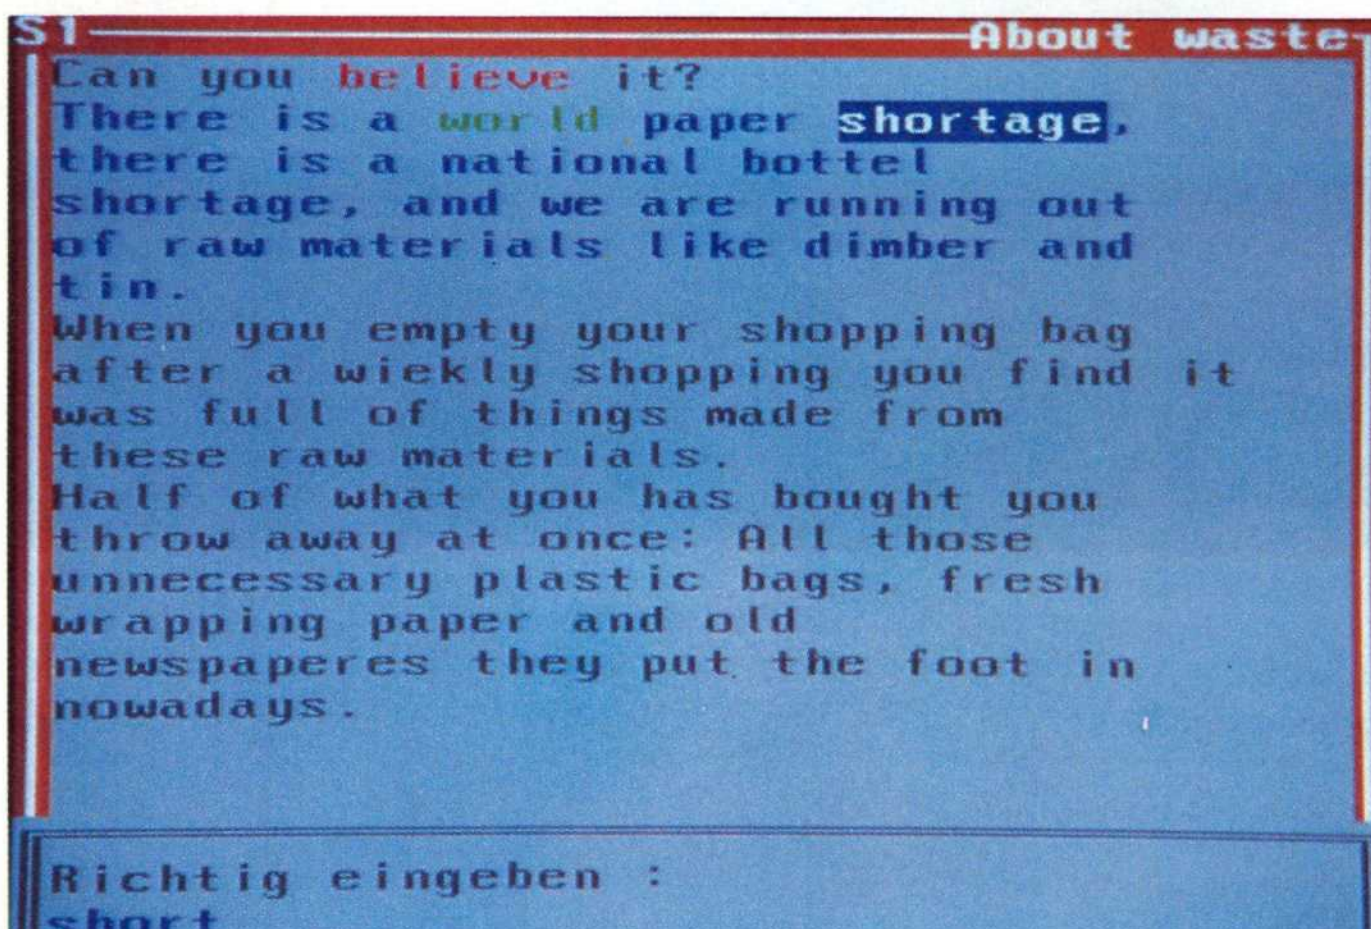 S1 About waste
Can you believe it?
There is a world paper shortage,
there is a national bottel
shortage, and we are running out
of raw materials like dimber and
tin.
When you empty your shopping bag
after a wiekly shopping you find it
was full of things made from
these raw materials.
Half of what you has bought you
throw away at once: All those
unnecessary plastic bags, fresh
wrapping paper and old
newspaperes they put the foot in
nowadays.
Richtig eingeben :
short